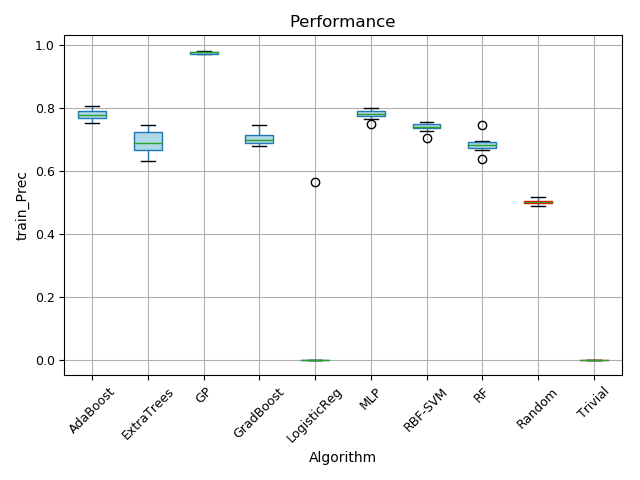 Performance
train_Prec
1.0
0.8
0.6
0.4
0.2
0.0
AdaBoost
ExtraTrees
GP
GradBoost
LogisticReg
MLP
RBF-SVM
RF
Random
Trivial
Algorithm